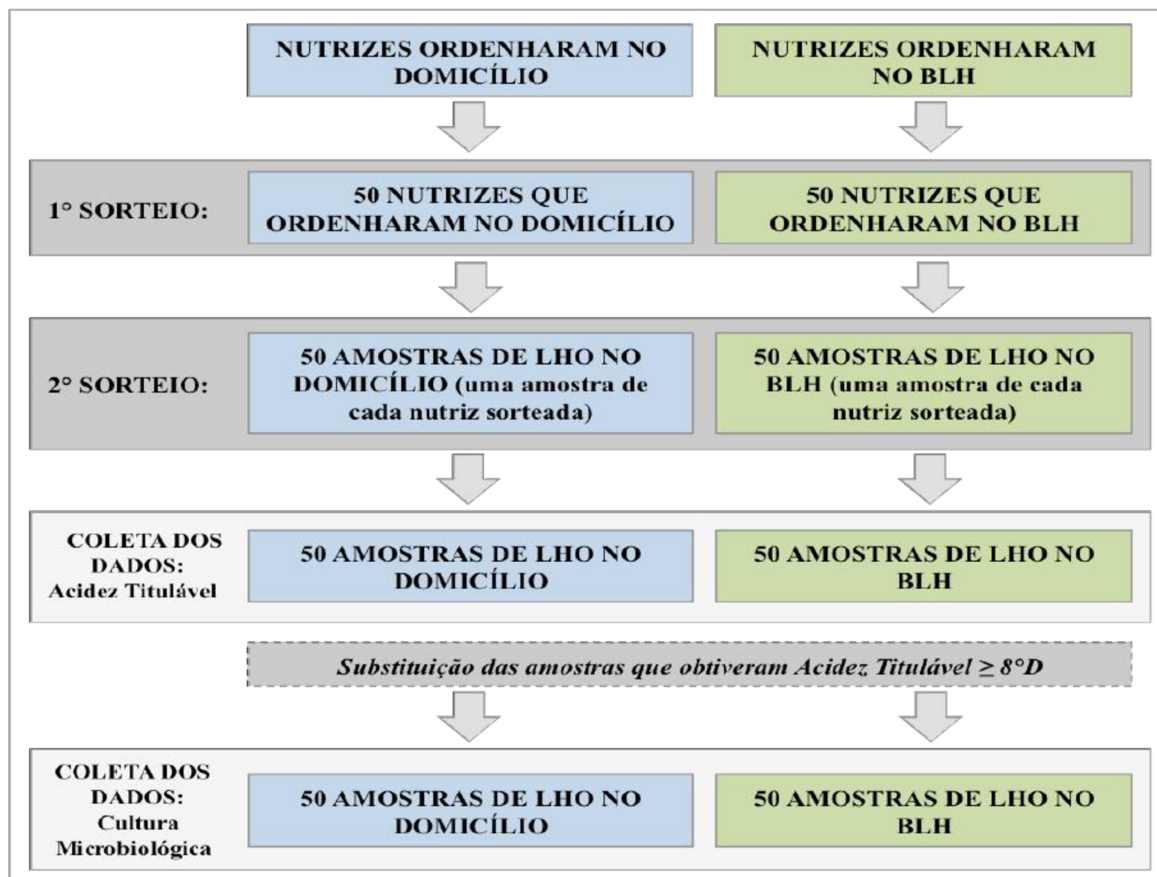 NUTRIZES ORDENHARAM NO
DOMICÍLIO
NUTRIZES ORDENHARAM
NO BLH
1° SORTEIO:
50 NUTRIZES QUE
ORDENHARAM NO DOMICÍLIO
50 NUTRIZES QUE
ORDENHARAM NO BLH
2° SORTEIO:
50 AMOSTRAS DE LHO NO
DOMICÍLIO (uma amostra de
cada nutriz sorteada)
50 AMOSTRAS DE LHO NO
BLH (uma amostra de cada
nutriz sorteada)
COLETA DOS
DADOS:
Acidez Titulável
50 AMOSTRAS DE LHO NO
DOMICÍLIO
50 AMOSTRAS DE LHO NO
BLH
Substituição das amostras que obtiveram Acidez Titulável ≥ 8°D
COLETA DOS
DADOS:
Cultura
Microbiológica
50 AMOSTRAS DE LHO NO
DOMICÍLIO
50 AMOSTRAS DE LHO NO
BLH